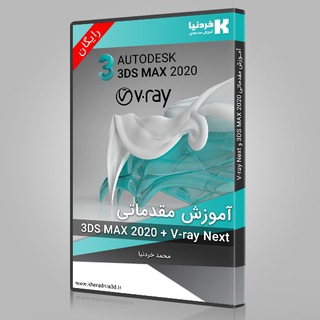 رایگان
خردنیا
آموزش سه بعدی
AUTODESK
3DS MAX 2020
v·ray
آموزش مقدماتی
3DS MAX 2020 + V-ray Next
محمد خردنیا
www.kheradnia3d.ir
آموزش مقدماتی 3DS MAX 2020 و V-ray Next